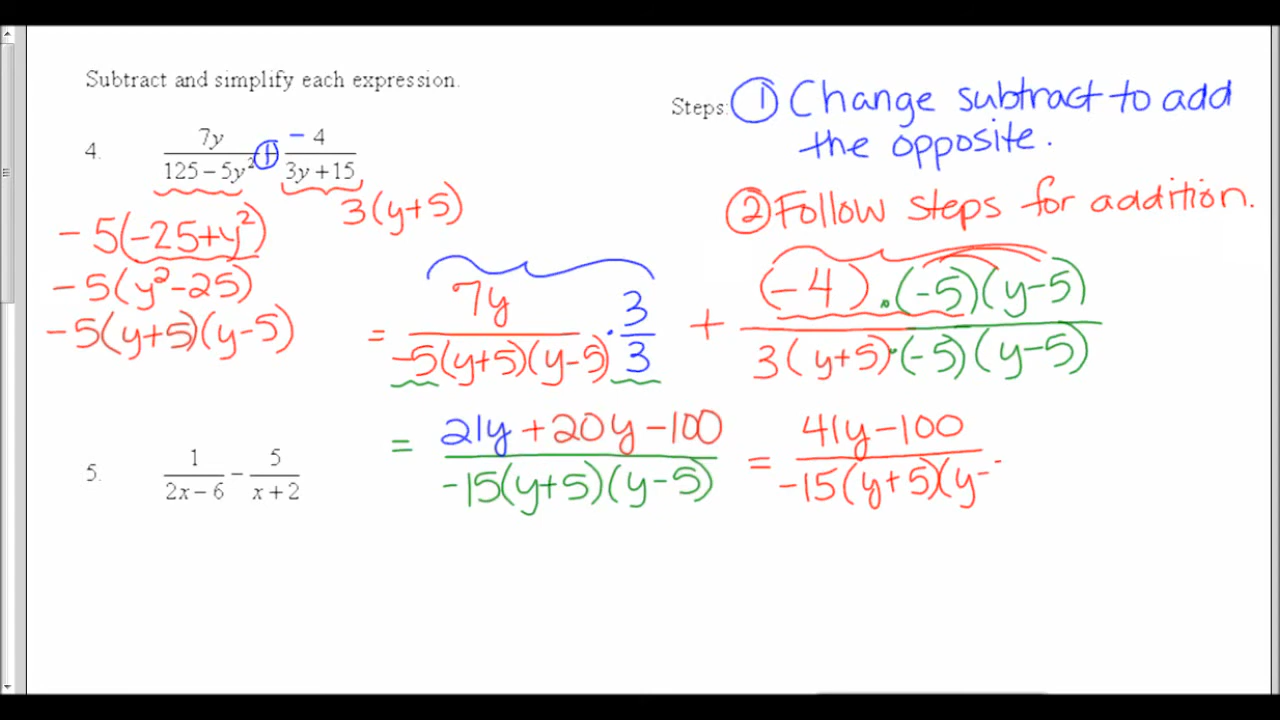 Subtract and simplify each expression.
Steps: ① Change subtract to add
the opposite.
② Follow steps for addition.
4. 7y/(125 − 5y²) + −4/(3y + 15)
3(y+5)
−5(−25+y²)
−5(y²−25)
−5(y+5)(y−5)
= 7y/(−5(y+5)(y−5)) · 3/3 + (−4)·(−5)(y−5)/(3(y+5)·(−5)(y−5))
= (21y + 20y − 100)/(−15(y+5)(y−5)) = (41y − 100)/(−15(y+5)(y−
5. 1/(2x − 6) − 5/(x + 2)